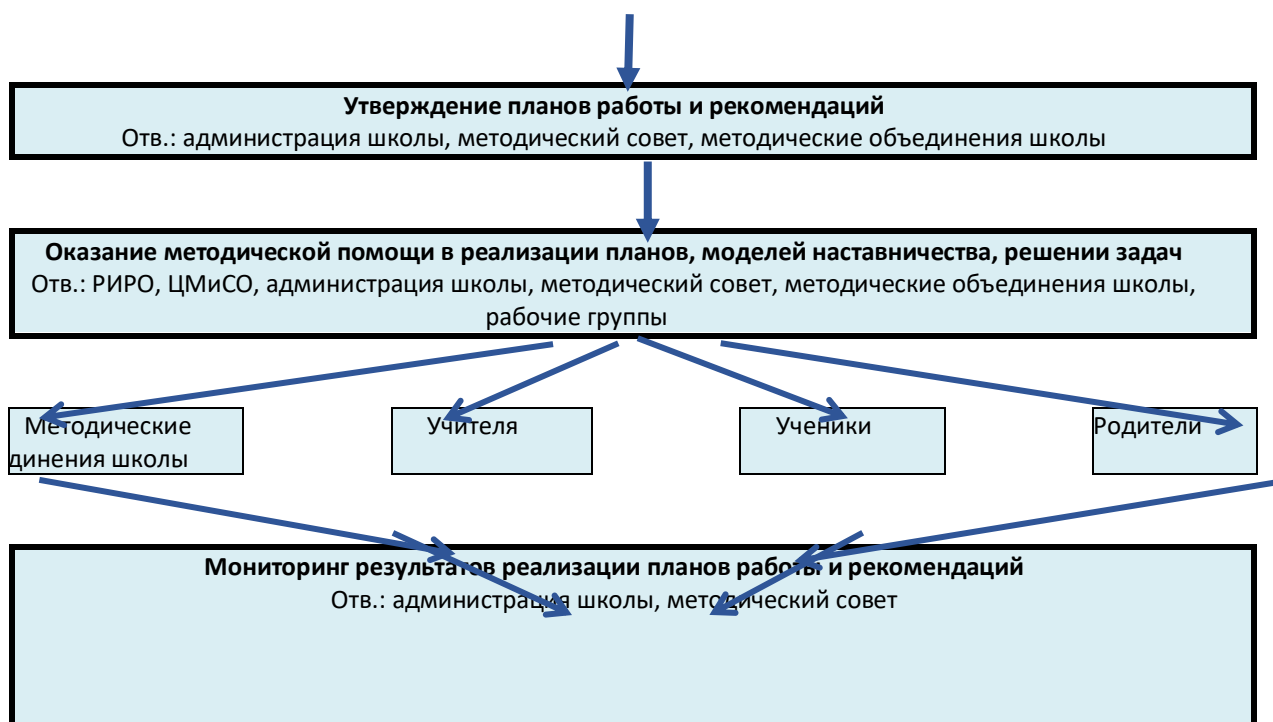 Утверждение планов работы и рекомендаций
Отв.: администрация школы, методический совет, методические объединения школы
Оказание методической помощи в реализации планов, моделей наставничества, решении задач
Отв.: РИРО, ЦМиСО, администрация школы, методический совет, методические объединения школы,
рабочие группы
Методические
динения школы
Учителя
Ученики
Родители
Мониторинг результатов реализации планов работы и рекомендаций
Отв.: администрация школы, методический совет